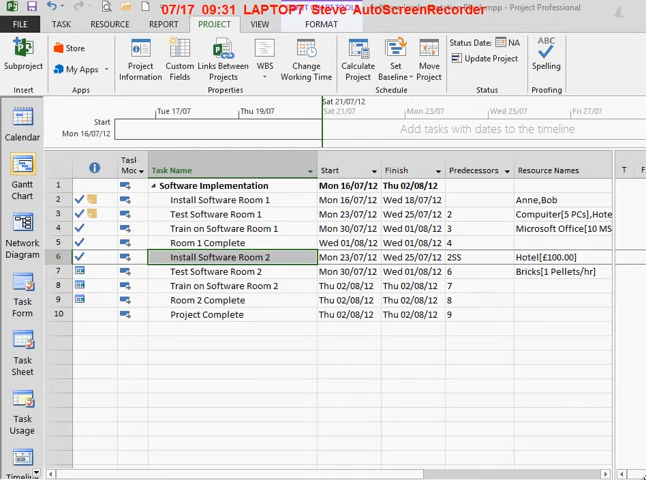 07/17 09:31 LAPTOP7 Steve AutoScreenRecorder
.mpp - Project Professional
FILE TASK RESOURCE REPORT PROJECT VIEW FORMAT
Subproject
Insert
Store
My Apps
Apps
Project Information
Custom Fields
Links Between Projects
WBS
Change Working Time
Properties
Calculate Project
Set Baseline
Move Project
Schedule
Status Date: NA
Update Project
ABC
Spelling
Proofing
Sat 21/07/12
Tue 17/07 Thu 19/07 Sat 21/07 Mon 23/07 Wed 25/07 Fri 27/07
Start
Mon 16/07/12
Add tasks with dates to the timeline
Calendar
Gantt Chart
Network Diagram
Task Form
Task Sheet
Task Usage
Timeline
Task Mod Task Name Start Finish Predecessors Resource Names T F
1 Software Implementation Mon 16/07/12 Thu 02/08/12
2 Install Software Room 1 Mon 16/07/12 Wed 18/07/12 Anne,Bob
3 Test Software Room 1 Mon 23/07/12 Wed 25/07/12 2 Compuiter[5 PCs],Hote
4 Train on Software Room 1 Mon 30/07/12 Wed 01/08/12 3 Microsoft Office[10 MS
5 Room 1 Complete Wed 01/08/12 Wed 01/08/12 4
6 Install Software Room 2 Mon 23/07/12 Wed 25/07/12 2SS Hotel[£100.00]
7 Test Software Room 2 Mon 30/07/12 Wed 01/08/12 6 Bricks[1 Pellets/hr]
8 Train on Software Room 2 Thu 02/08/12 Thu 02/08/12 7
9 Room 2 Complete Thu 02/08/12 Thu 02/08/12 8
10 Project Complete Thu 02/08/12 Thu 02/08/12 9